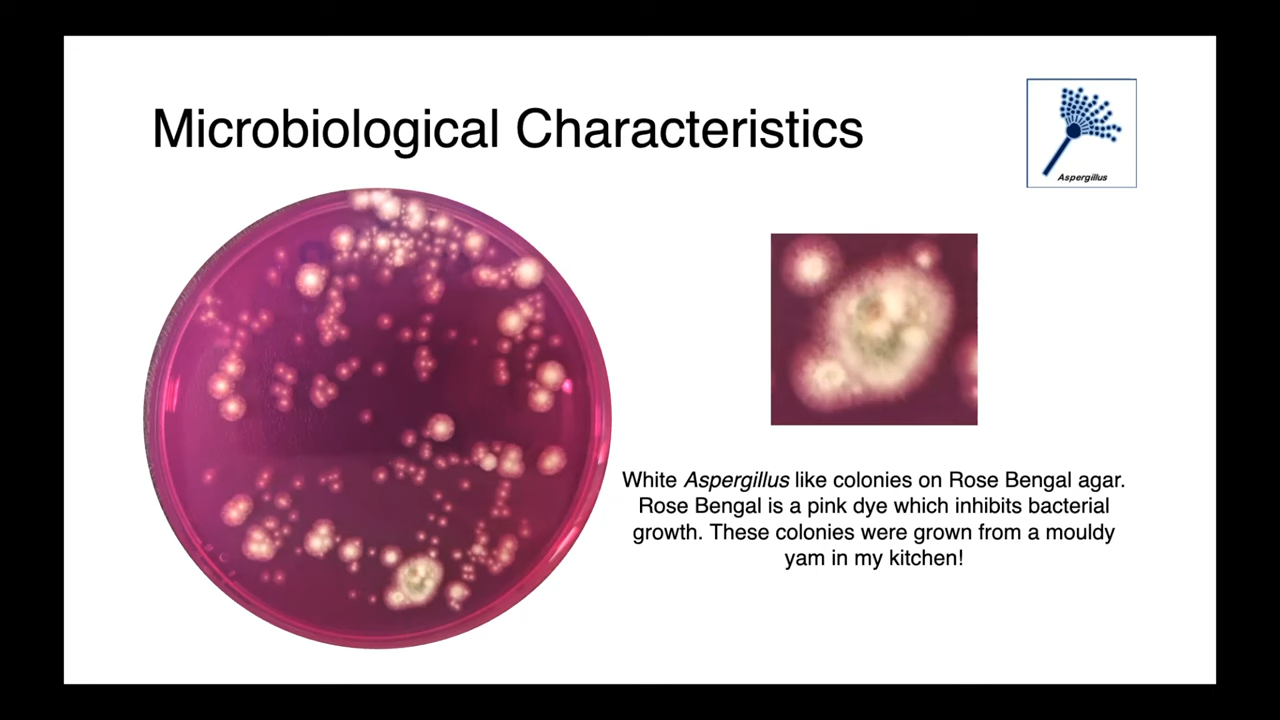 Microbiological Characteristics
Aspergillus
White Aspergillus like colonies on Rose Bengal agar.
Rose Bengal is a pink dye which inhibits bacterial
growth. These colonies were grown from a mouldy
yam in my kitchen!